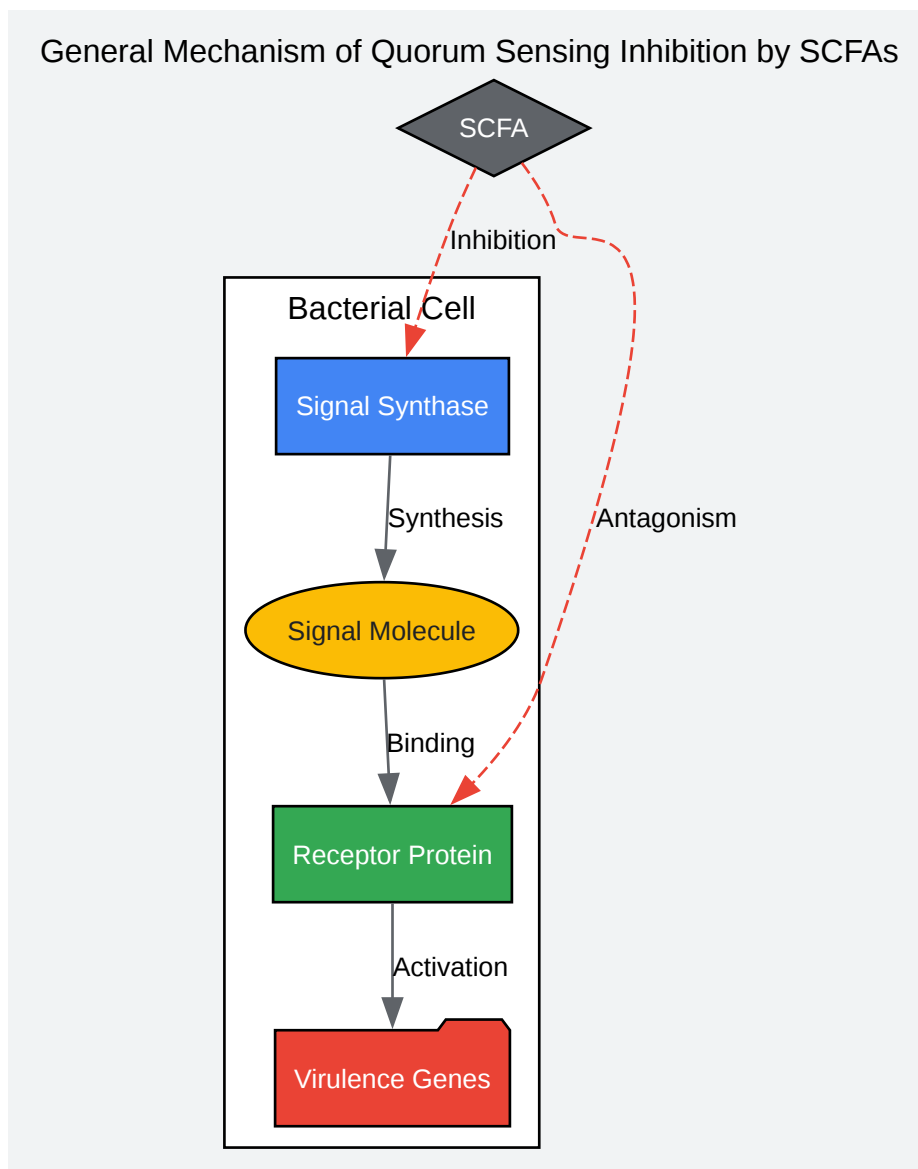 General Mechanism of Quorum Sensing Inhibition by SCFAs
SCFA
Inhibition
Bacterial Cell
Signal Synthase
Synthesis
Antagonism
Signal Molecule
Binding
Receptor Protein
Activation
Virulence Genes